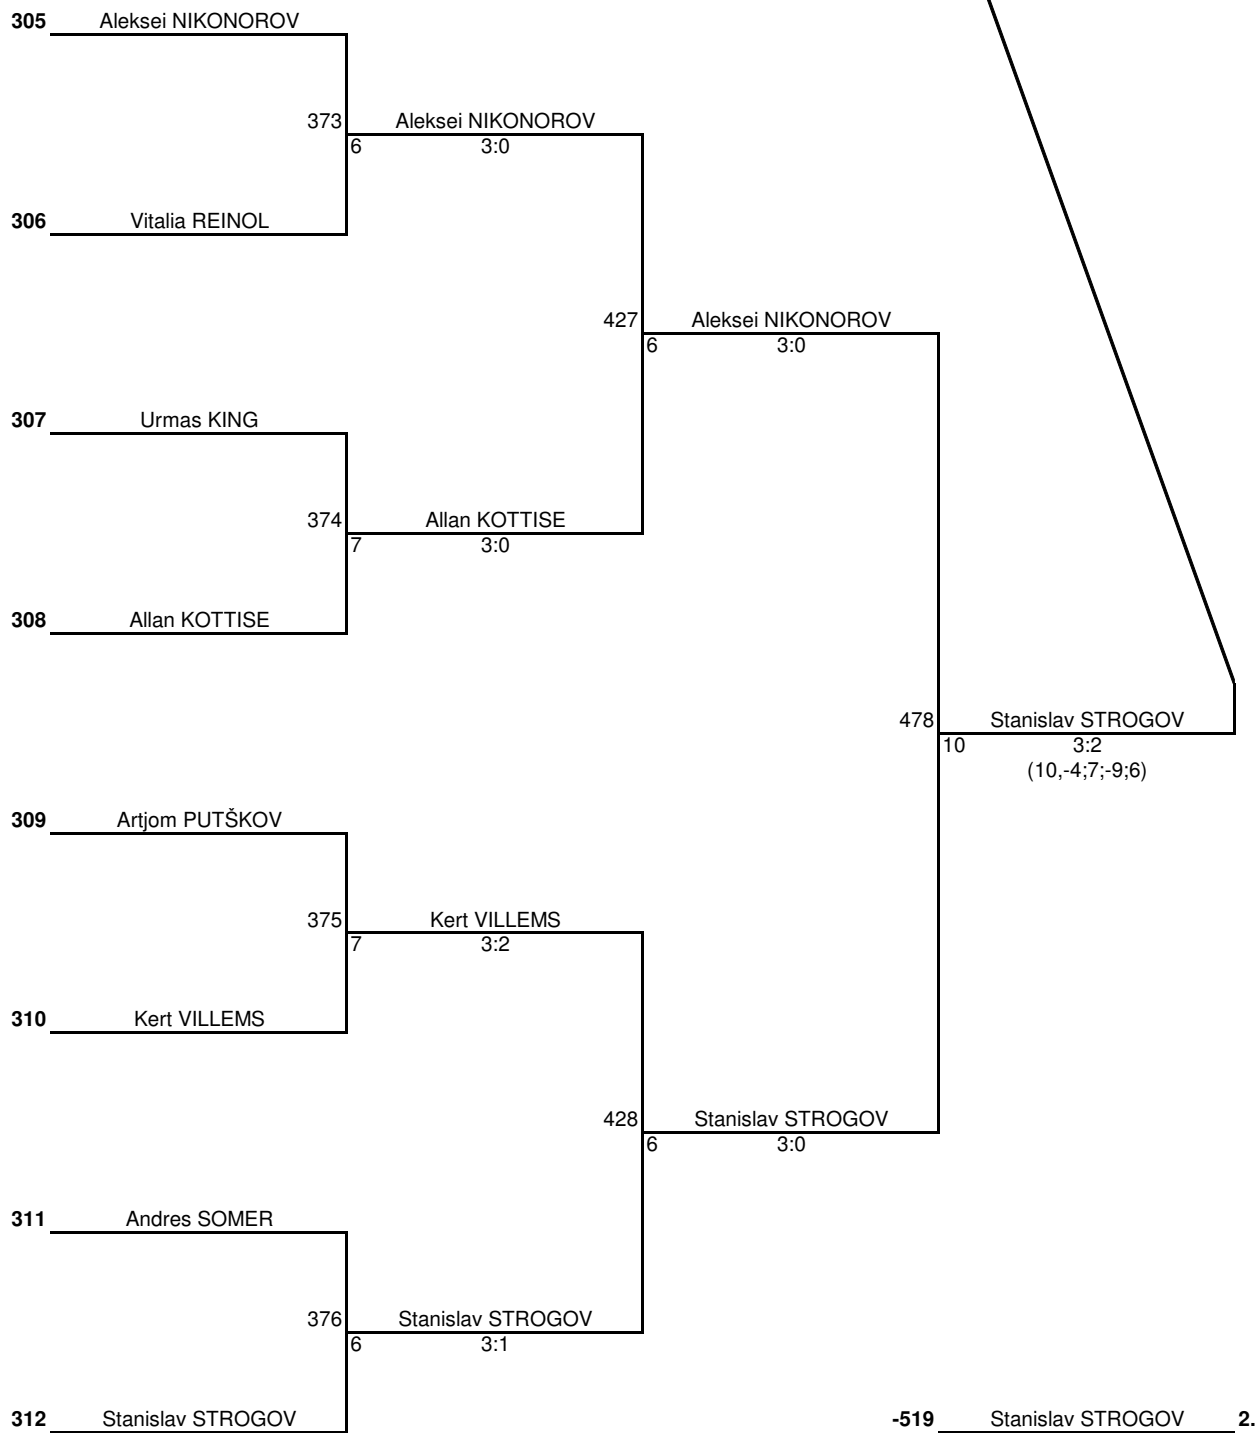 305 Aleksei NIKONOROV
373 Aleksei NIKONOROV
6 3:0
306 Vitalia REINOL
427 Aleksei NIKONOROV
6 3:0
307 Urmas KING
374 Allan KOTTISE
7 3:0
308 Allan KOTTISE
478 Stanislav STROGOV
10 3:2
(10,-4;7;-9;6)
309 Artjom PUTŠKOV
375 Kert VILLEMS
7 3:2
310 Kert VILLEMS
428 Stanislav STROGOV
6 3:0
311 Andres SOMER
376 Stanislav STROGOV
6 3:1
312 Stanislav STROGOV -519 Stanislav STROGOV 2.